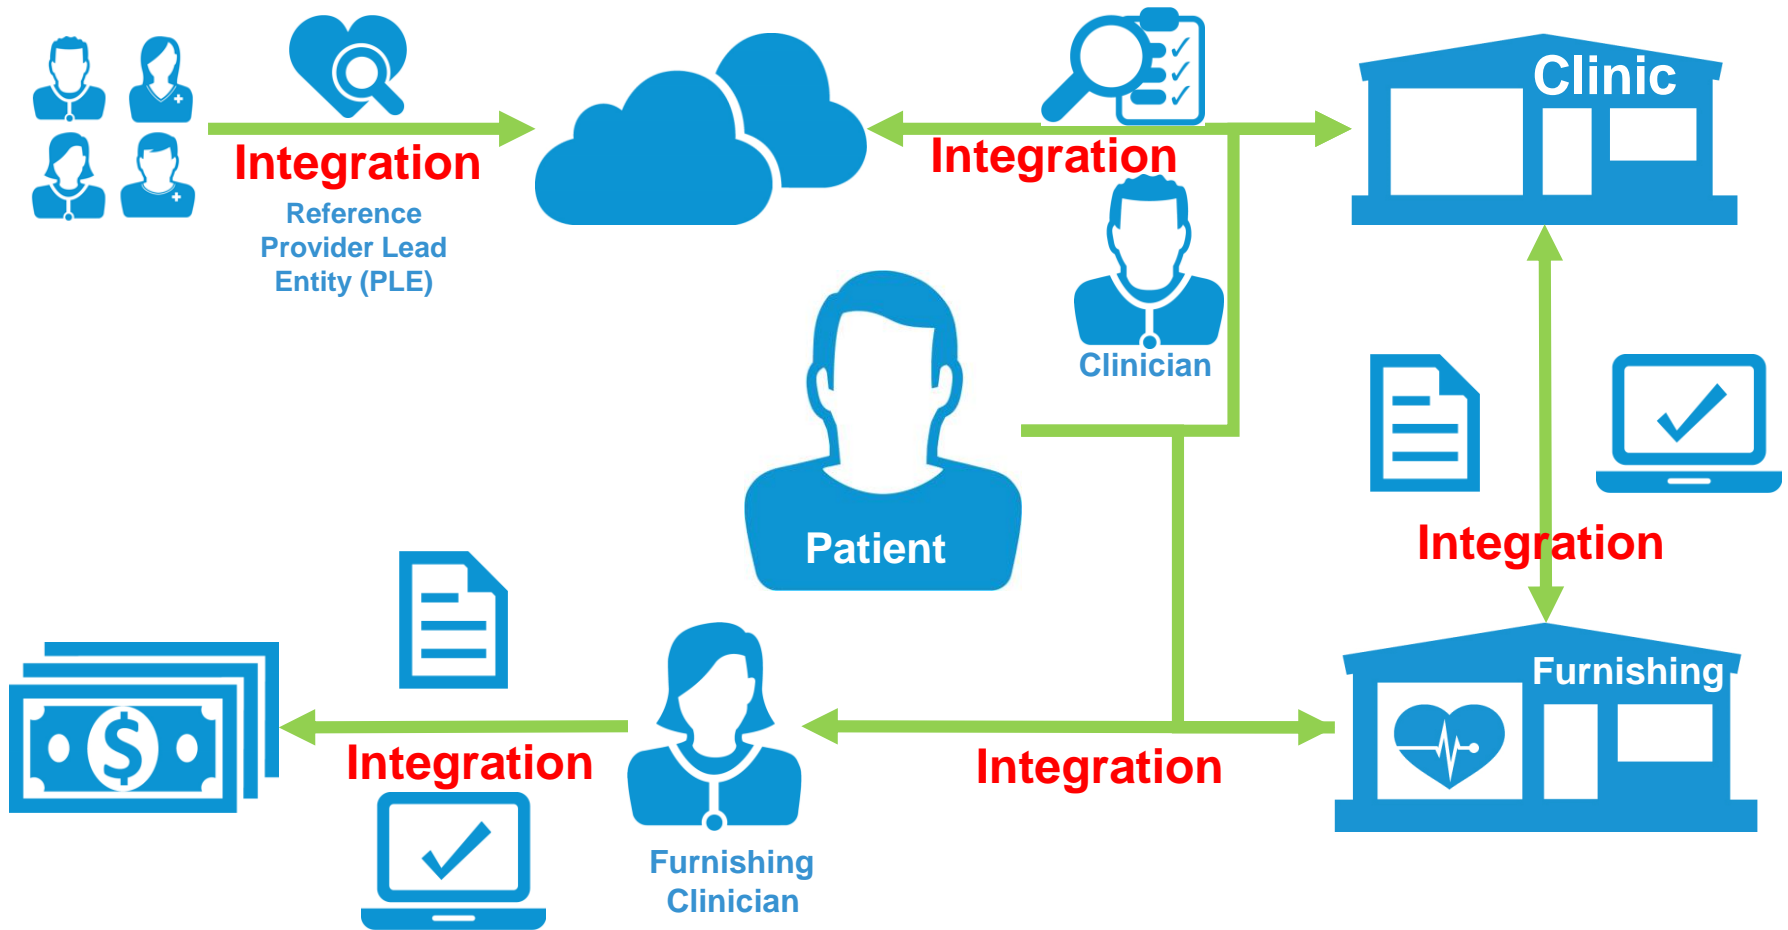 Clinic
Integration
Integration
Reference
Provider Lead
Entity (PLE)
Clinician
Patient
Integration
Furnishing
$
Integration
Integration
Furnishing
Clinician